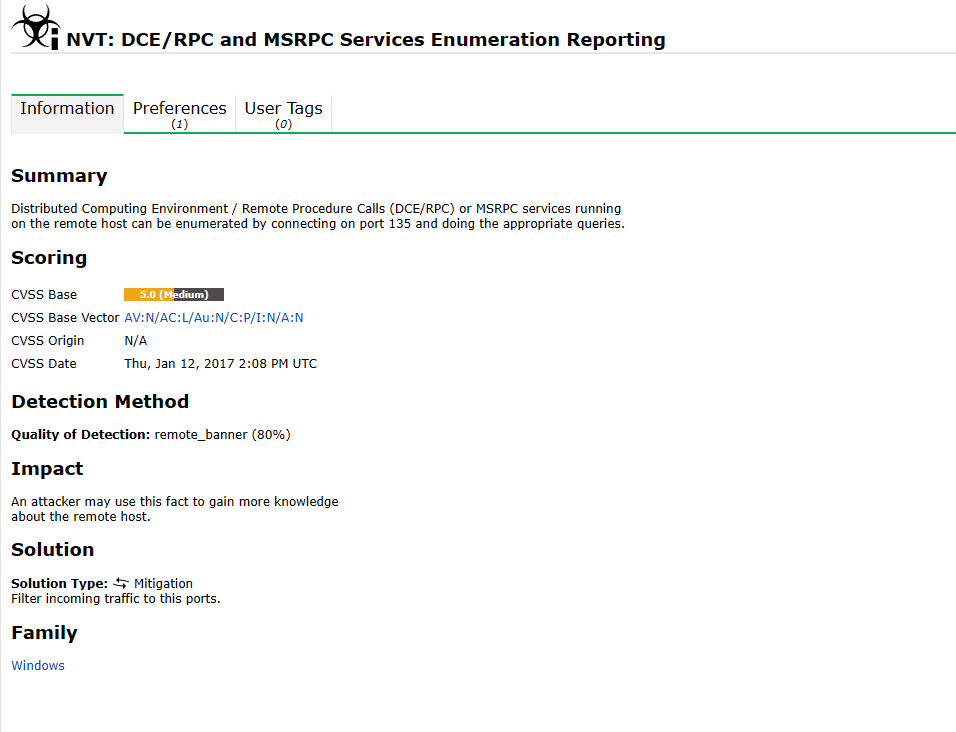 NVT: DCE/RPC and MSRPC Services Enumeration Reporting
Information
Preferences
(1)
User Tags
(0)
Summary
Distributed Computing Environment / Remote Procedure Calls (DCE/RPC) or MSRPC services running
on the remote host can be enumerated by connecting on port 135 and doing the appropriate queries.
Scoring
CVSS Base 5.0 (Medium)
CVSS Base Vector AV:N/AC:L/Au:N/C:P/I:N/A:N
CVSS Origin N/A
CVSS Date Thu, Jan 12, 2017 2:08 PM UTC
Detection Method
Quality of Detection: remote_banner (80%)
Impact
An attacker may use this fact to gain more knowledge
about the remote host.
Solution
Solution Type: Mitigation
Filter incoming traffic to this ports.
Family
Windows